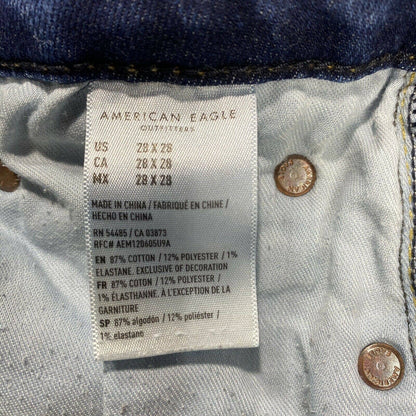 AMERICAN EAGLE
OUTFITTERS
US 28 X 28
CA 28 X 28
MX 28 X 28
MADE IN CHINA / FABRIQUÉ EN CHINE /
HECHO EN CHINA
RN 54485 / CA 03873
RFC# AEM120605U9A
EN 87% COTTON / 12% POLYESTER / 1%
ELASTANE, EXCLUSIVE OF DECORATION
FR 87% COTON / 12% POLYESTER /
1% ÉLASTHANNE, À L'EXCEPTION DE LA
GARNITURE
SP 87% algodón / 12% poliéster /
1% elastano